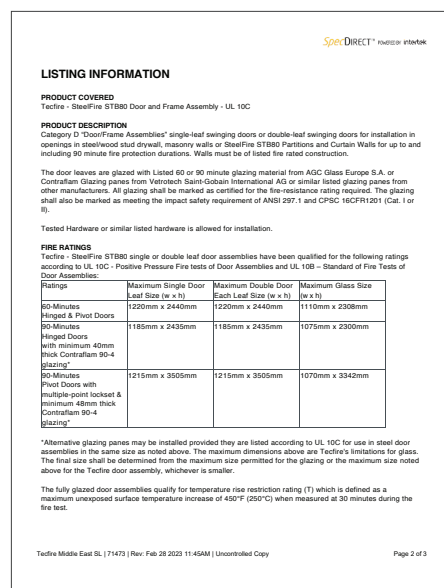 SpecDIRECT™ POWERED BY intertek
LISTING INFORMATION
PRODUCT COVERED
Tecfire - SteelFire STB80 Door and Frame Assembly - UL 10C
PRODUCT DESCRIPTION
Category D "Door/Frame Assemblies" single-leaf swinging doors or double-leaf swinging doors for installation in
openings in steel/wood stud drywall, masonry walls or SteelFire STB80 Partitions and Curtain Walls for up to and
including 90 minute fire protection durations. Walls must be of listed fire rated construction.
The door leaves are glazed with Listed 60 or 90 minute glazing material from AGC Glass Europe S.A. or
Contraflam Glazing panes from Vetrotech Saint-Gobain International AG or similar listed glazing panes from
other manufacturers. All glazing shall be marked as certified for the fire-resistance rating required. The glazing
shall also be marked as meeting the impact safety requirement of ANSI 297.1 and CPSC 16CFR1201 (Cat. I or
II).
Tested Hardware or similar listed hardware is allowed for installation.
FIRE RATINGS
Tecfire - SteelFire STB80 single or double leaf door assemblies have been qualified for the following ratings
according to UL 10C - Positive Pressure Fire tests of Door Assemblies and UL 10B – Standard of Fire Tests of
Door Assemblies:
Ratings Maximum Single Door Maximum Double Door Maximum Glass Size
Leaf Size (w × h) Each Leaf Size (w × h) (w x h)
60-Minutes 1220mm x 2440mm 1220mm x 2440mm 1110mm x 2308mm
Hinged & Pivot Doors
90-Minutes 1185mm x 2435mm 1185mm x 2435mm 1075mm x 2300mm
Hinged Doors
with minimum 40mm
thick Contraflam 90-4
glazing*
90-Minutes 1215mm x 3505mm 1215mm x 3505mm 1070mm x 3342mm
Pivot Doors with
multiple-point lockset &
minimum 48mm thick
Contraflam 90-4
glazing*
*Alternative glazing panes may be installed provided they are listed according to UL 10C for use in steel door
assemblies in the same size as noted above. The maximum dimensions above are Tecfire's limitations for glass.
The final size shall be determined from the maximum size permitted for the glazing or the maximum size noted
above for the Tecfire door assembly, whichever is smaller.
The fully glazed door assemblies qualify for temperature rise restriction rating (T) which is defined as a
maximum unexposed surface temperature increase of 450°F (250°C) when measured at 30 minutes during the
fire test.
Tecfire Middle East SL | 71473 | Rev: Feb 28 2023 11:45AM | Uncontrolled Copy Page 2 of 3